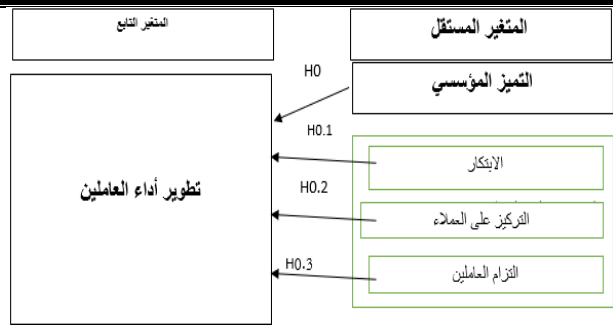 المتغير المستقل
المتغير التابع
التميز المؤسسي
H0
H0.1
الابتكار
تطوير أداء العاملين
H0.2
التركيز على العملاء
H0.3
التزام العاملين